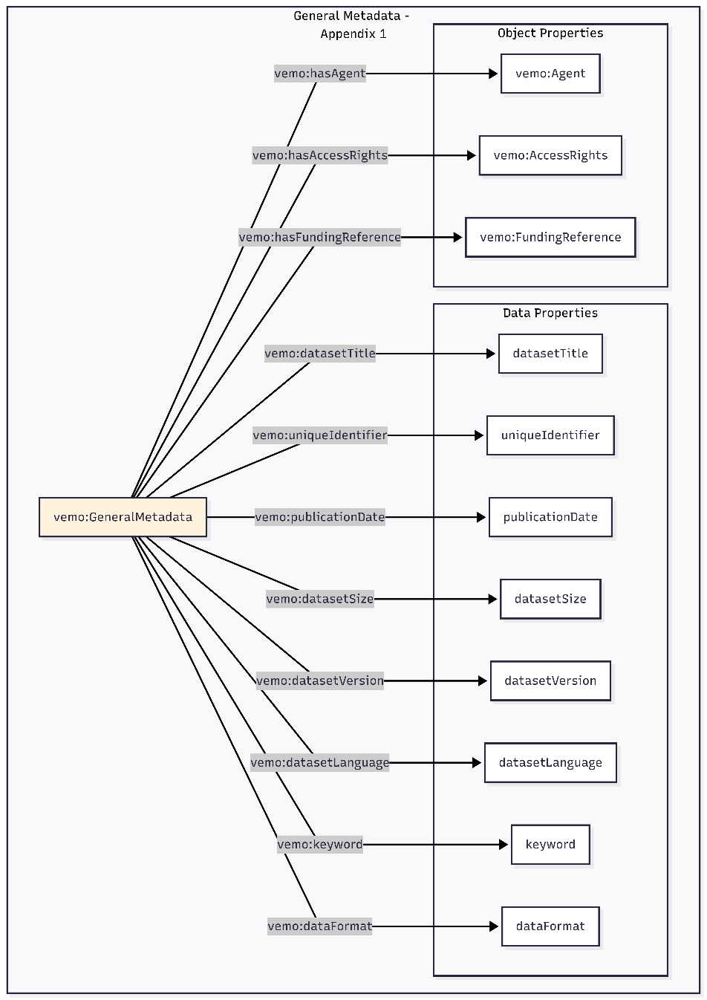 General Metadata -
Appendix 1
Object Properties
vemo:hasAgent
vemo:Agent
vemo:hasAccessRights
vemo:AccessRights
vemo:hasFundingReference
vemo:FundingReference
Data Properties
vemo:datasetTitle
datasetTitle
vemo:uniqueIdentifier
uniqueIdentifier
vemo:GeneralMetadata
vemo:publicationDate
publicationDate
vemo:datasetSize
datasetSize
vemo:datasetVersion
datasetVersion
vemo:datasetLanguage
datasetLanguage
vemo:keyword
keyword
vemo:dataFormat
dataFormat